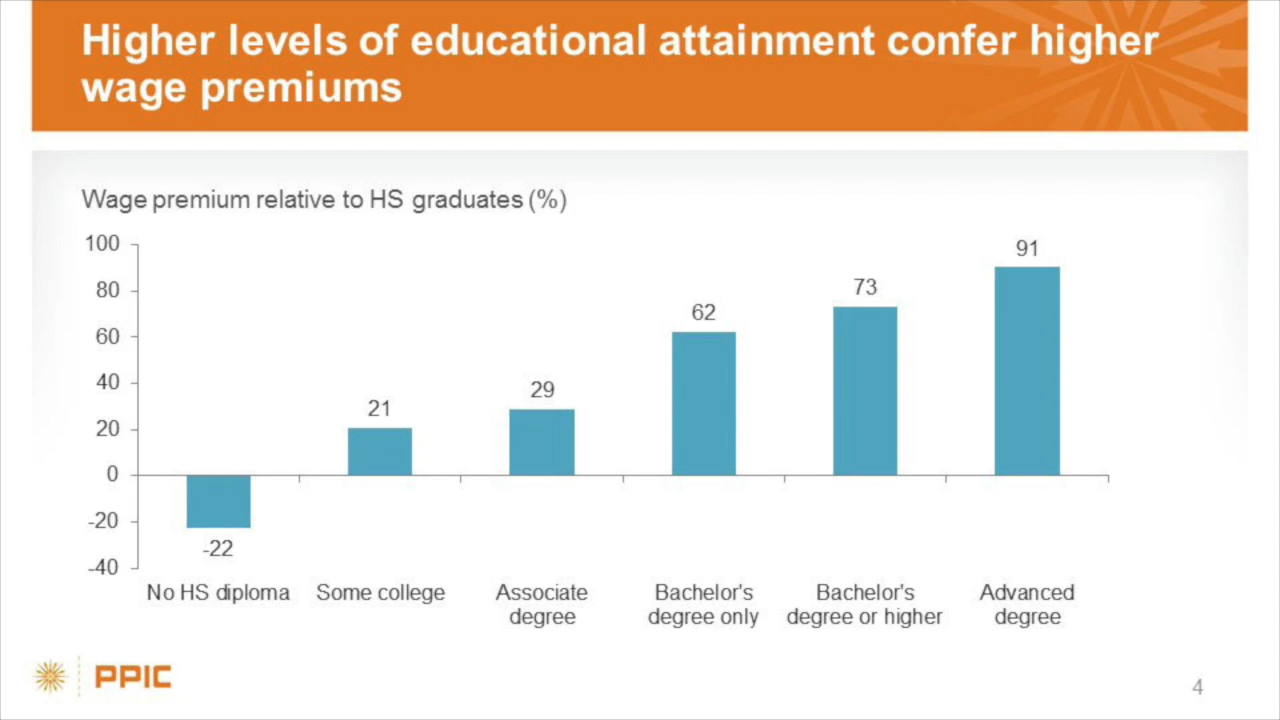 Higher levels of educational attainment confer higher
wage premiums
Wage premium relative to HS graduates (%)
100
80
60
40
20
0
-20
-40
-22
21
29
62
73
91
No HS diploma
Some college
Associate
degree
Bachelor's
degree only
Bachelor's
degree or higher
Advanced
degree
PPIC
4